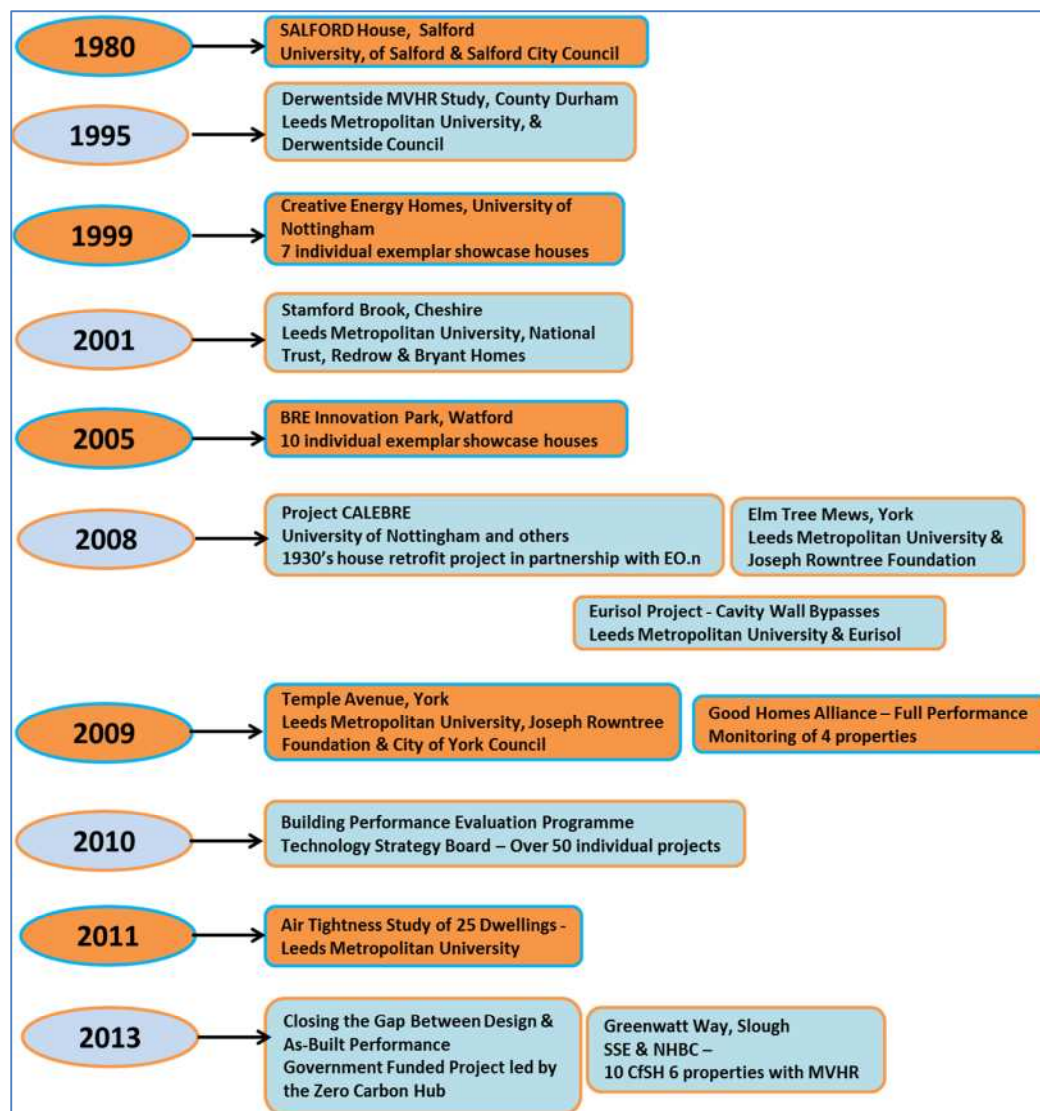 1980
SALFORD House, Salford
University, of Salford & Salford City Council
1995
Derwentside MVHR Study, County Durham
Leeds Metropolitan University, &
Derwentside Council
1999
Creative Energy Homes, University of
Nottingham
7 individual exemplar showcase houses
2001
Stamford Brook, Cheshire
Leeds Metropolitan University, National
Trust, Redrow & Bryant Homes
2005
BRE Innovation Park, Watford
10 individual exemplar showcase houses
2008
Project CALEBRE
University of Nottingham and others
1930's house retrofit project in partnership with EO.n
Elm Tree Mews, York
Leeds Metropolitan University &
Joseph Rowntree Foundation
Eurisol Project - Cavity Wall Bypasses
Leeds Metropolitan University & Eurisol
2009
Temple Avenue, York
Leeds Metropolitan University, Joseph Rowntree
Foundation & City of York Council
Good Homes Alliance – Full Performance
Monitoring of 4 properties
2010
Building Performance Evaluation Programme
Technology Strategy Board – Over 50 individual projects
2011
Air Tightness Study of 25 Dwellings -
Leeds Metropolitan University
2013
Closing the Gap Between Design &
As-Built Performance
Government Funded Project led by
the Zero Carbon Hub
Greenwatt Way, Slough
SSE & NHBC –
10 CfSH 6 properties with MVHR